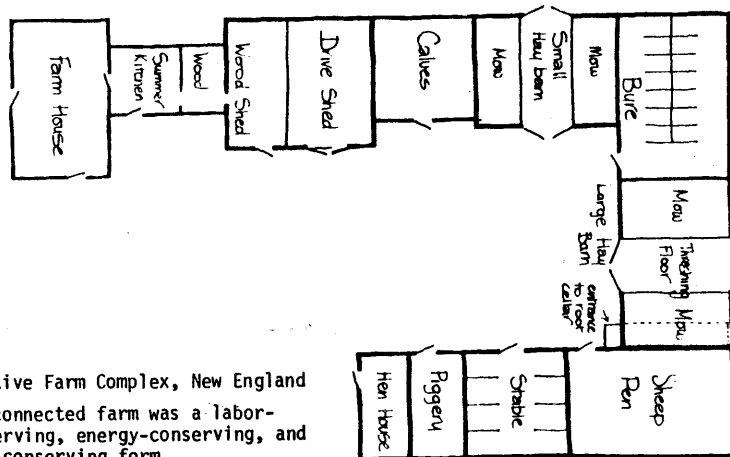 Farm House
Summer
Kitchen
Wood
Wood Shed
Drive Shed
Calves
Mow
Small
Hay barn
Mow
Bure
Mow
Large Hay
Barn
Threshing
Floor
Mow
entrance
to root
cellar
Sheep
Pen
Stable
Piggery
Hen House
ive Farm Complex, New England
connected farm was a labor-
erving, energy-conserving, and
conserving form